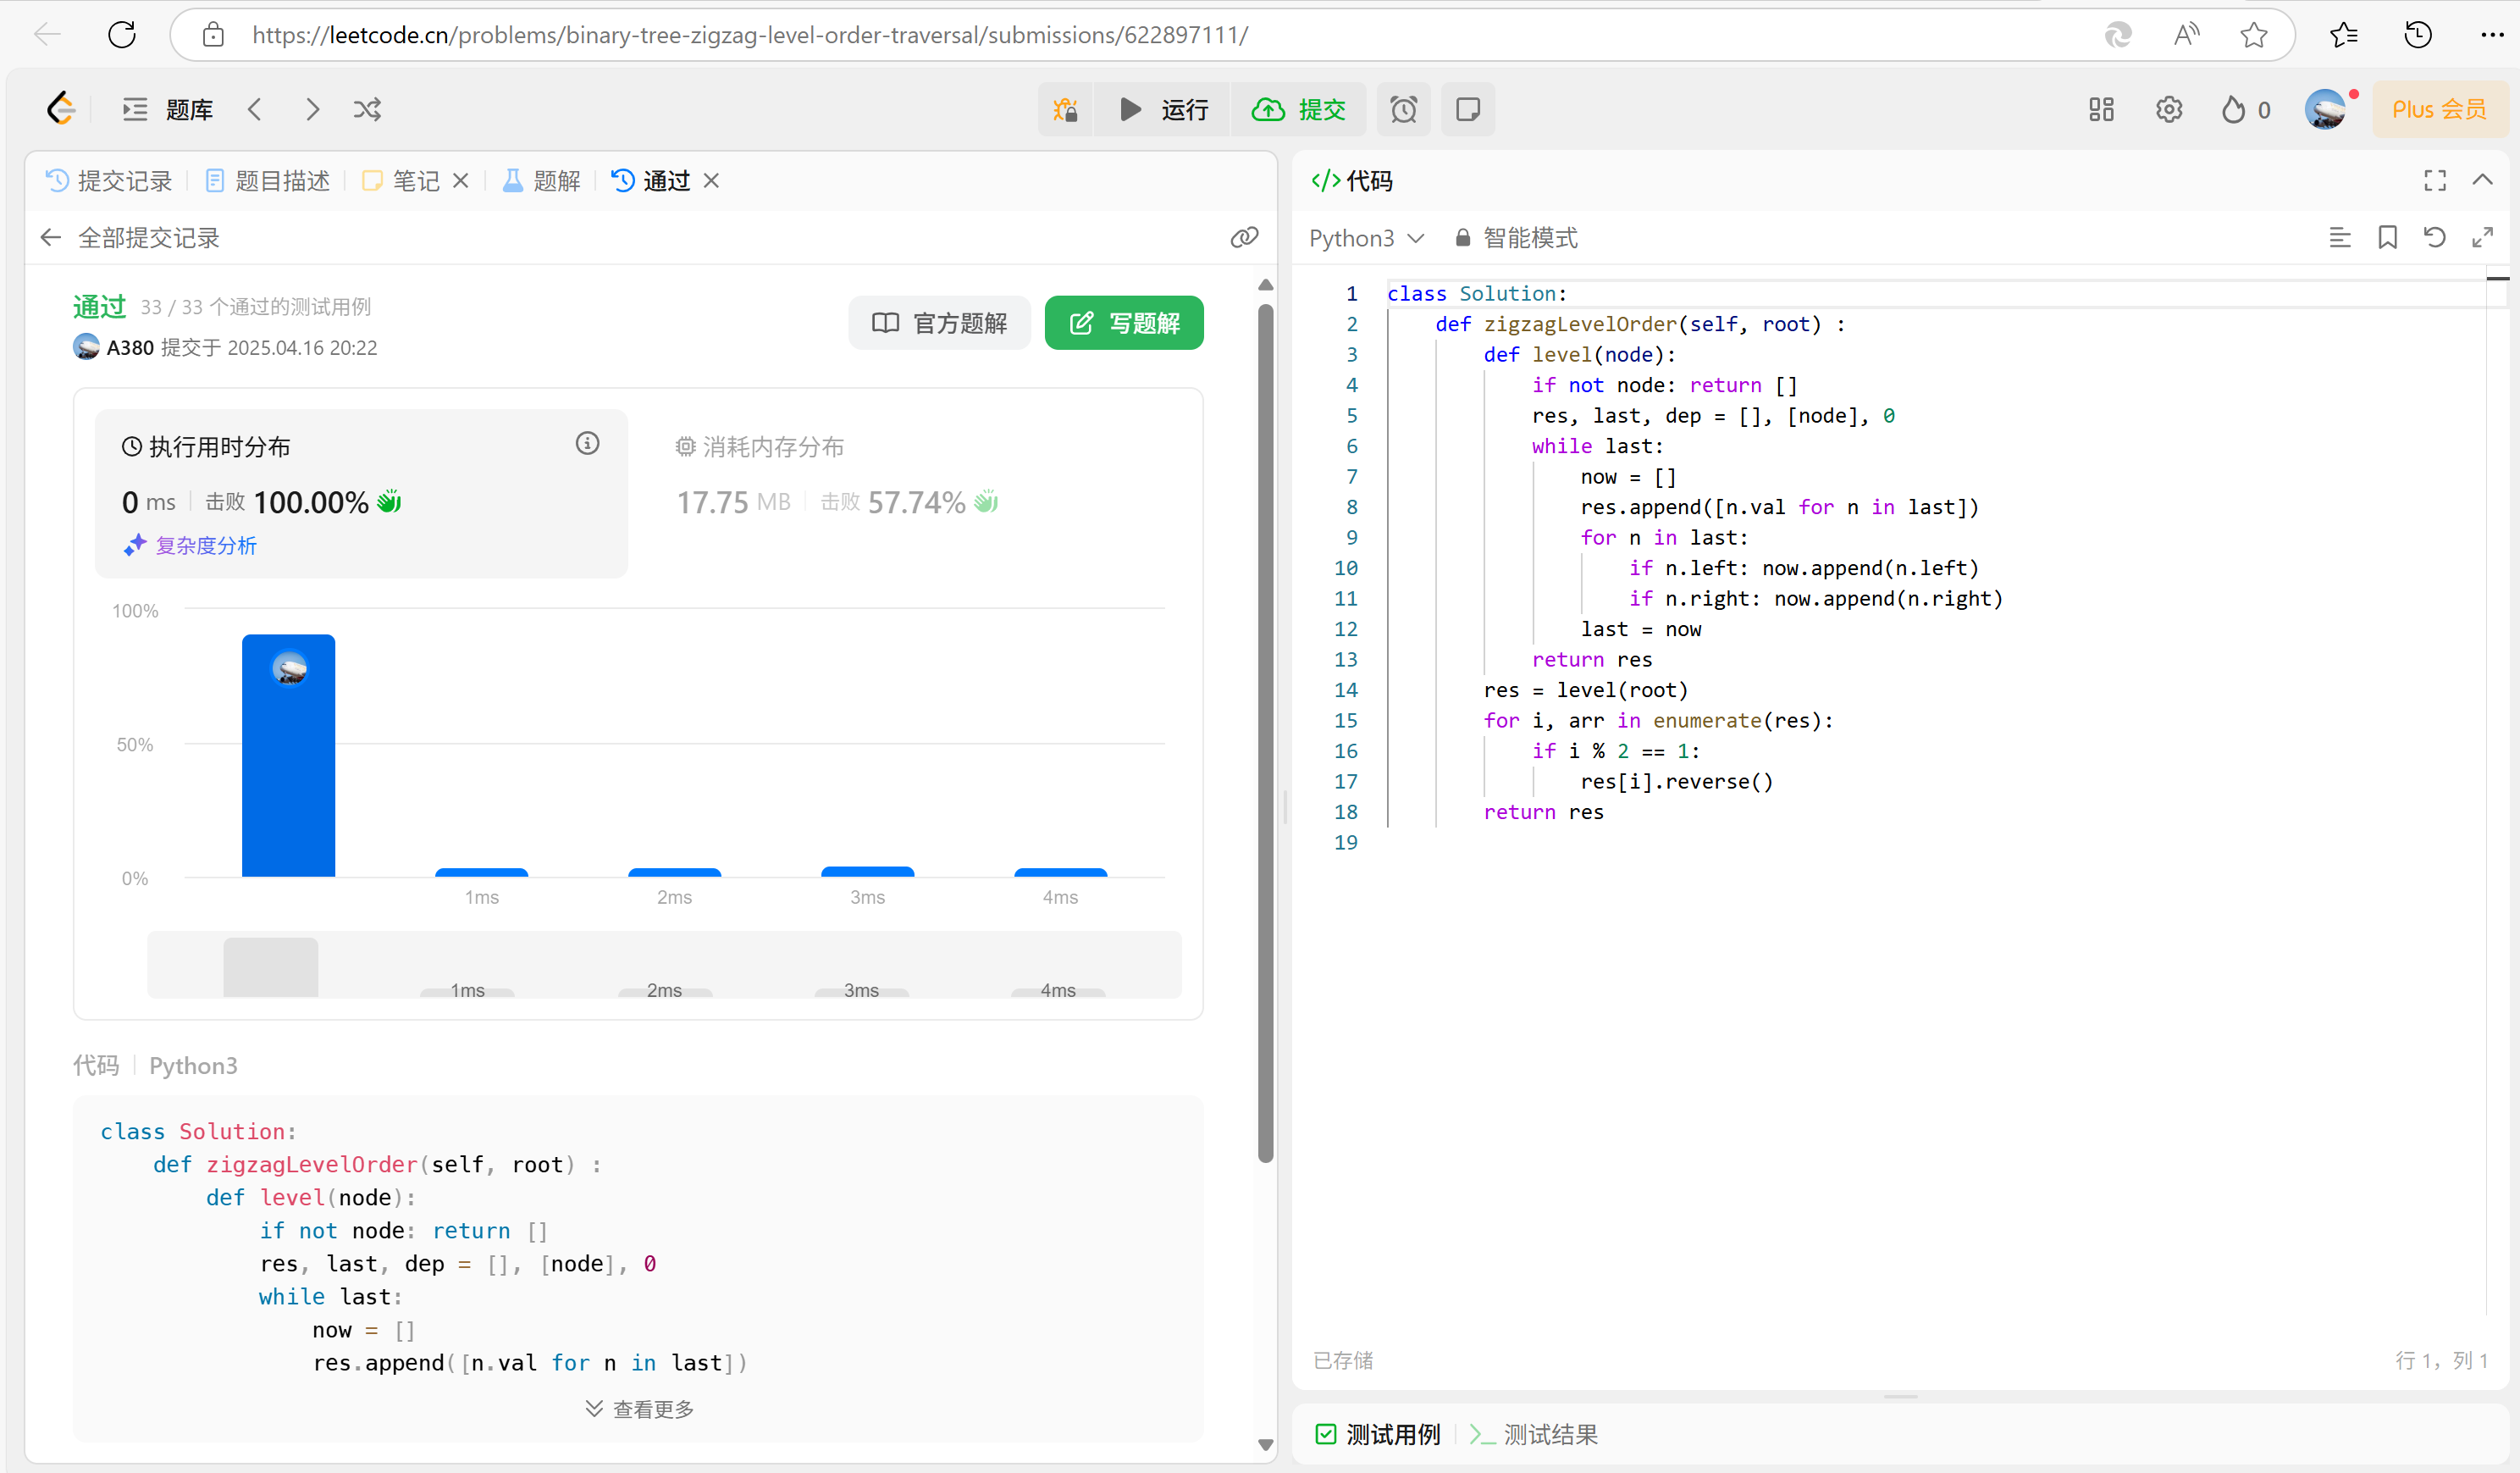 https://leetcode.cn/problems/binary-tree-zigzag-level-order-traversal/submissions/622897111/
题库
运行
提交
0
Plus 会员
提交记录
题目描述
笔记
题解
通过
全部提交记录
通过 33 / 33 个通过的测试用例
A380 提交于 2025.04.16 20:22
官方题解
写题解
执行用时分布
0 ms 击败 100.00%
复杂度分析
消耗内存分布
17.75 MB 击败 57.74%
100%
50%
0%
1ms 2ms 3ms 4ms
1ms 2ms 3ms 4ms
代码 Python3
class Solution:
    def zigzagLevelOrder(self, root) :
        def level(node):
            if not node: return []
            res, last, dep = [], [node], 0
            while last:
                now = []
                res.append([n.val for n in last])
查看更多
</> 代码
Python3
智能模式
1 class Solution:
2     def zigzagLevelOrder(self, root) :
3         def level(node):
4             if not node: return []
5             res, last, dep = [], [node], 0
6             while last:
7                 now = []
8                 res.append([n.val for n in last])
9                 for n in last:
10                     if n.left: now.append(n.left)
11                     if n.right: now.append(n.right)
12                 last = now
13             return res
14         res = level(root)
15         for i, arr in enumerate(res):
16             if i % 2 == 1:
17                 res[i].reverse()
18         return res
19
已存储
行 1，列 1
测试用例
测试结果